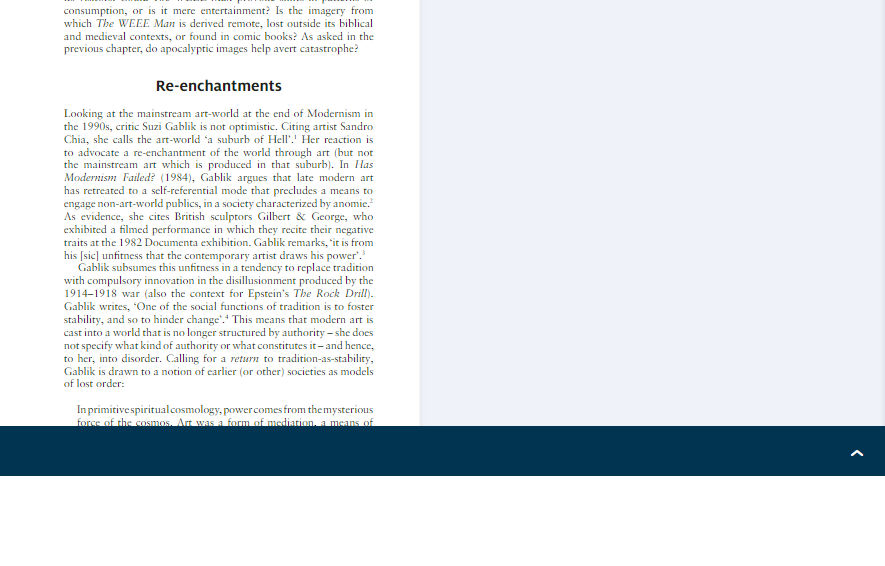 consumption, or is it mere entertainment? Is the imagery from
which The WEEE Man is derived remote, lost outside its biblical
and medieval contexts, or found in comic books? As asked in the
previous chapter, do apocalyptic images help avert catastrophe?
Re-enchantments
Looking at the mainstream art-world at the end of Modernism in
the 1990s, critic Suzi Gablik is not optimistic. Citing artist Sandro
Chia, she calls the art-world ‘a suburb of Hell’.¹ Her reaction is
to advocate a re-enchantment of the world through art (but not
the mainstream art which is produced in that suburb). In Has
Modernism Failed? (1984), Gablik argues that late modern art
has retreated to a self-referential mode that precludes a means to
engage non-art-world publics, in a society characterized by anomie.²
As evidence, she cites British sculptors Gilbert & George, who
exhibited a filmed performance in which they recite their negative
traits at the 1982 Documenta exhibition. Gablik remarks, ‘it is from
his [sic] unfitness that the contemporary artist draws his power’.³
Gablik subsumes this unfitness in a tendency to replace tradition
with compulsory innovation in the disillusionment produced by the
1914–1918 war (also the context for Epstein’s The Rock Drill).
Gablik writes, ‘One of the social functions of tradition is to foster
stability, and so to hinder change’.⁴ This means that modern art is
cast into a world that is no longer structured by authority – she does
not specify what kind of authority or what constitutes it – and hence,
to her, into disorder. Calling for a return to tradition-as-stability,
Gablik is drawn to a notion of earlier (or other) societies as models
of lost order:
In primitive spiritual cosmology, power comes from the mysterious
force of the cosmos. Art was a form of mediation, a means of